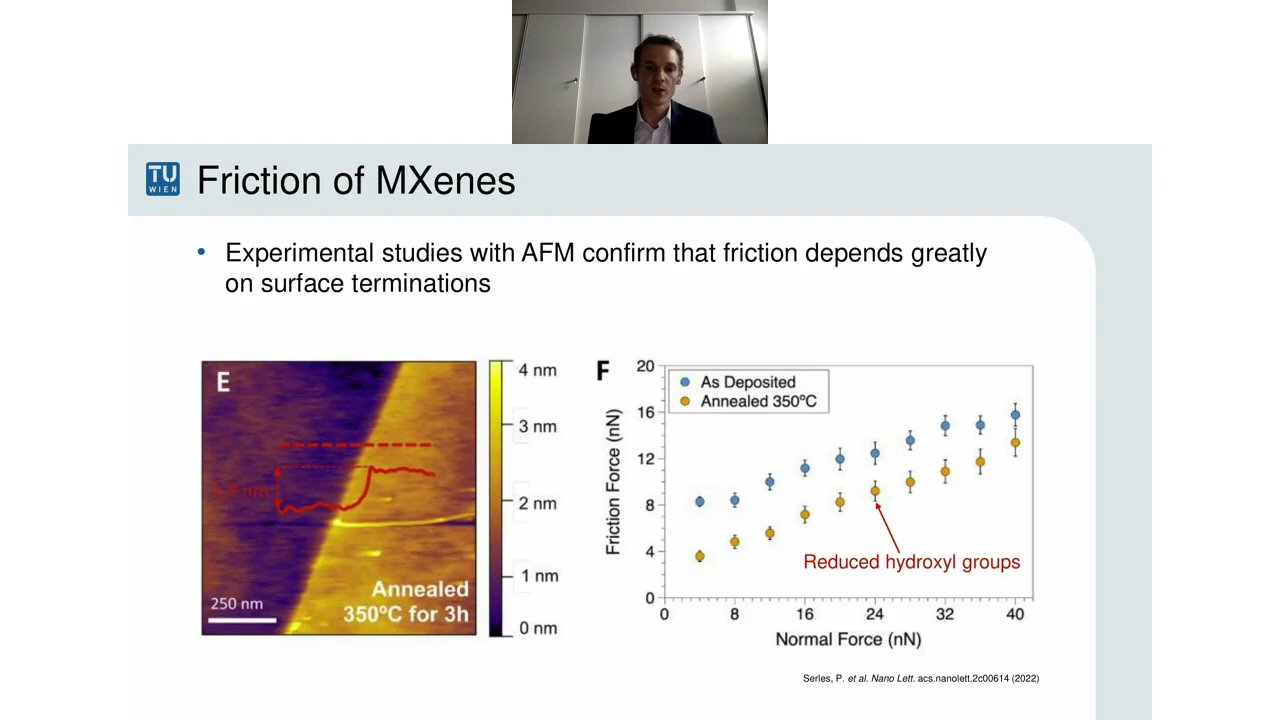 TU
WIEN
Friction of MXenes
• Experimental studies with AFM confirm that friction depends greatly
on surface terminations
E
4 nm
3 nm
2 nm
1 nm
0 nm
nm
250 nm
Annealed
350ºC for 3h
F
As Deposited
Annealed 350ºC
Friction Force (nN)
20
16
12
8
4
0
Reduced hydroxyl groups
0 8 16 24 32 40
Normal Force (nN)
Serles, P. et al. Nano Lett. acs.nanolett.2c00614 (2022)